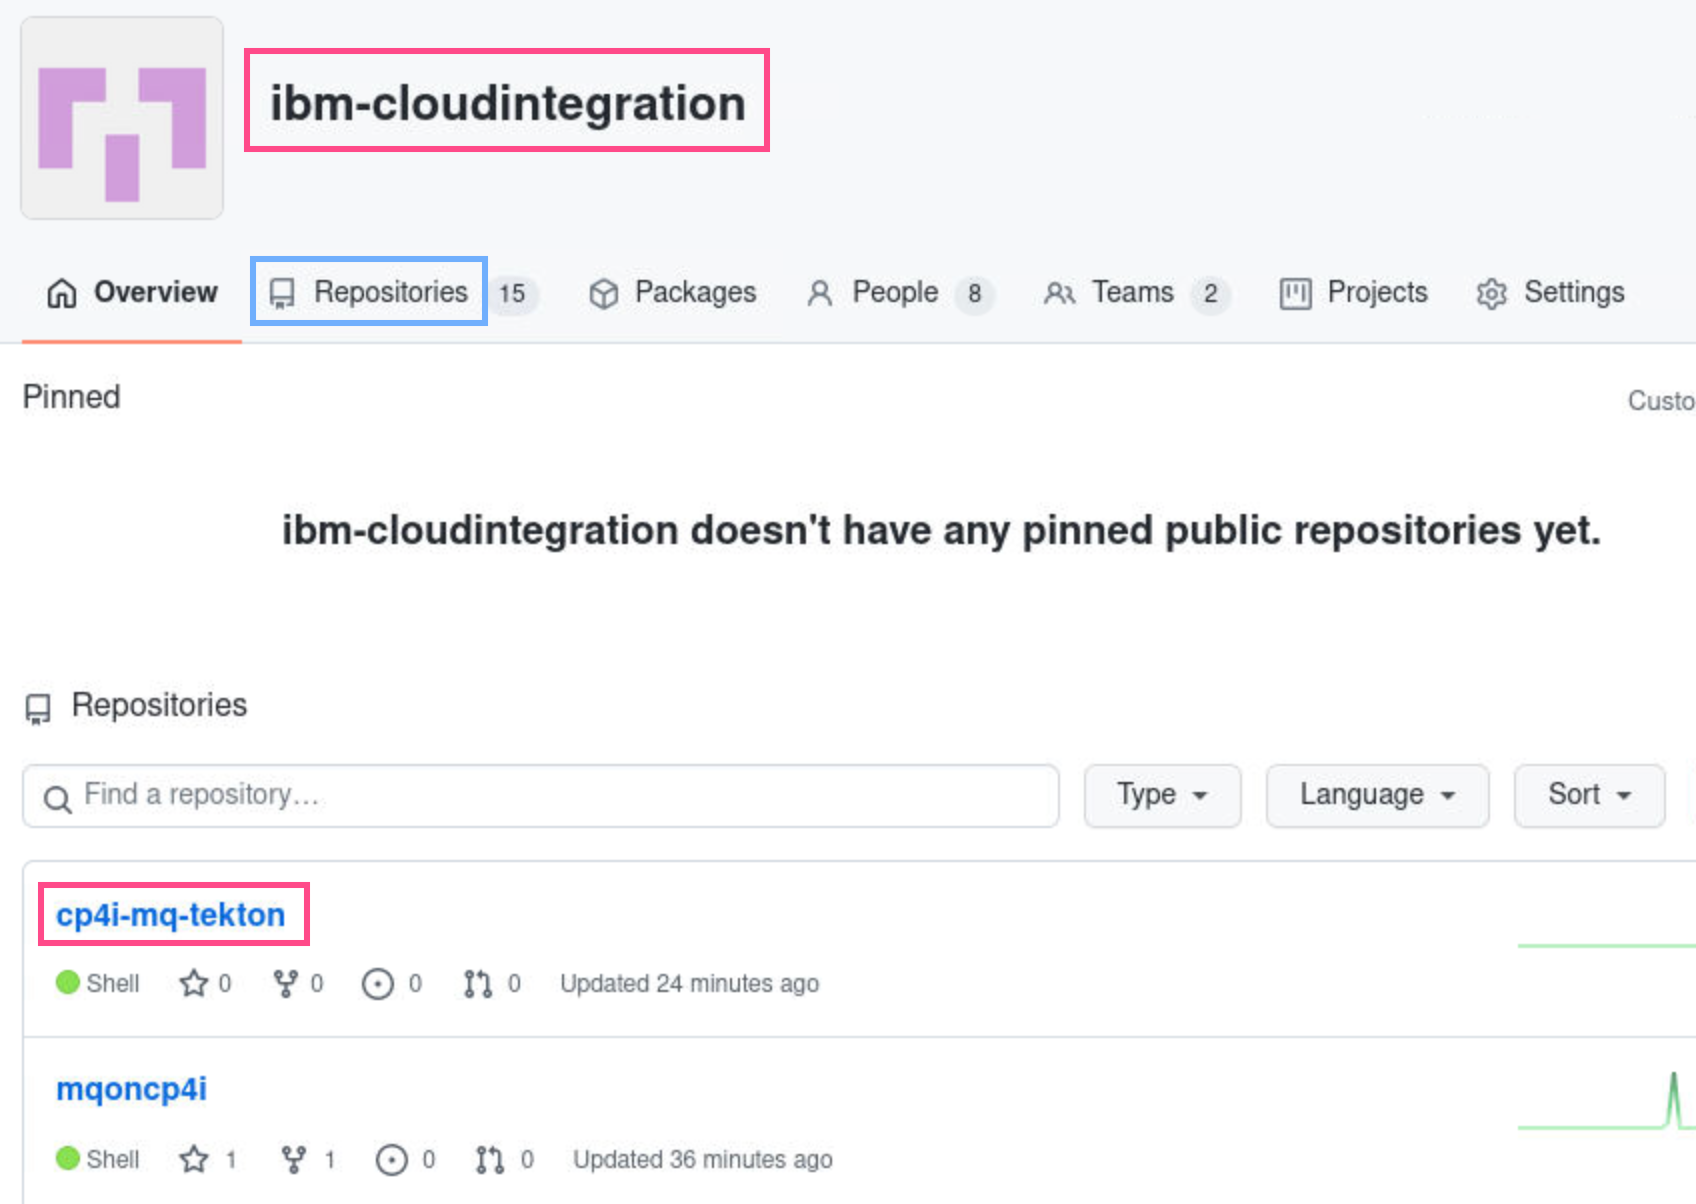 ibm-cloudintegration
Overview Repositories 15 Packages People 8 Teams 2 Projects Settings
Pinned Custo
ibm-cloudintegration doesn't have any pinned public repositories yet.
Repositories
Find a repository… Type Language Sort
cp4i-mq-tekton
Shell 0 0 0 0 Updated 24 minutes ago
mqoncp4i
Shell 1 1 0 0 Updated 36 minutes ago